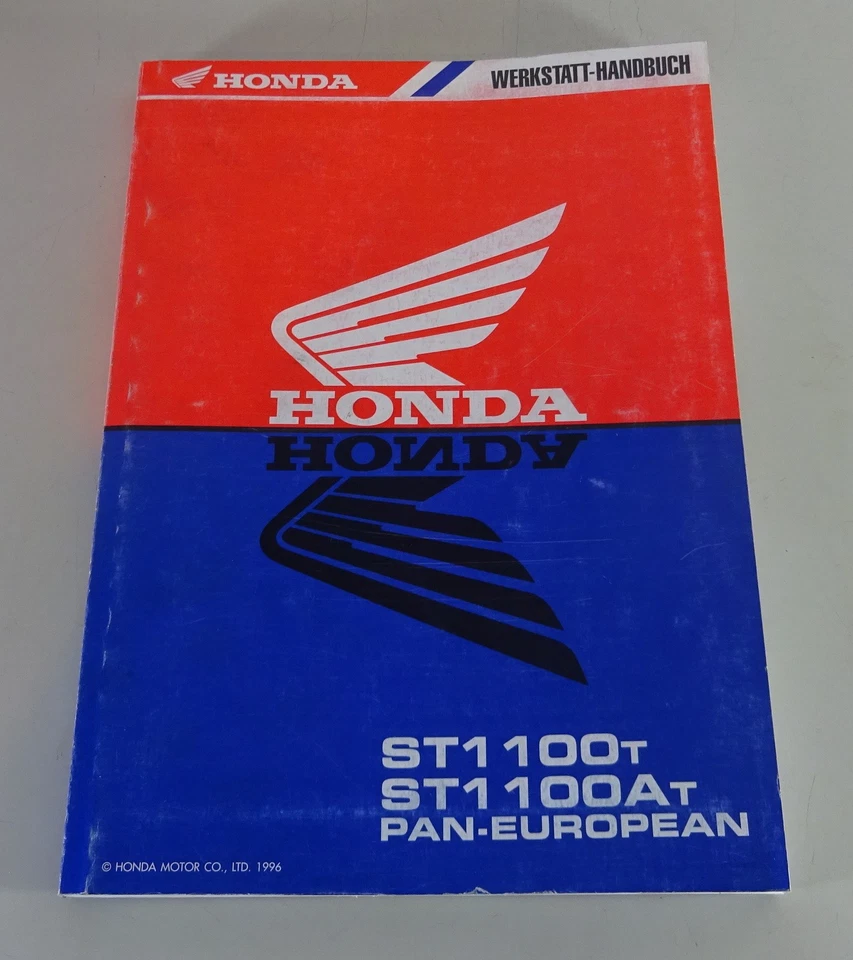 HONDA
WERKSTATT-HANDBUCH
HONDA
HONDA
ST1100T
ST1100AT
PAN-EUROPEAN
© HONDA MOTOR CO., LTD. 1996